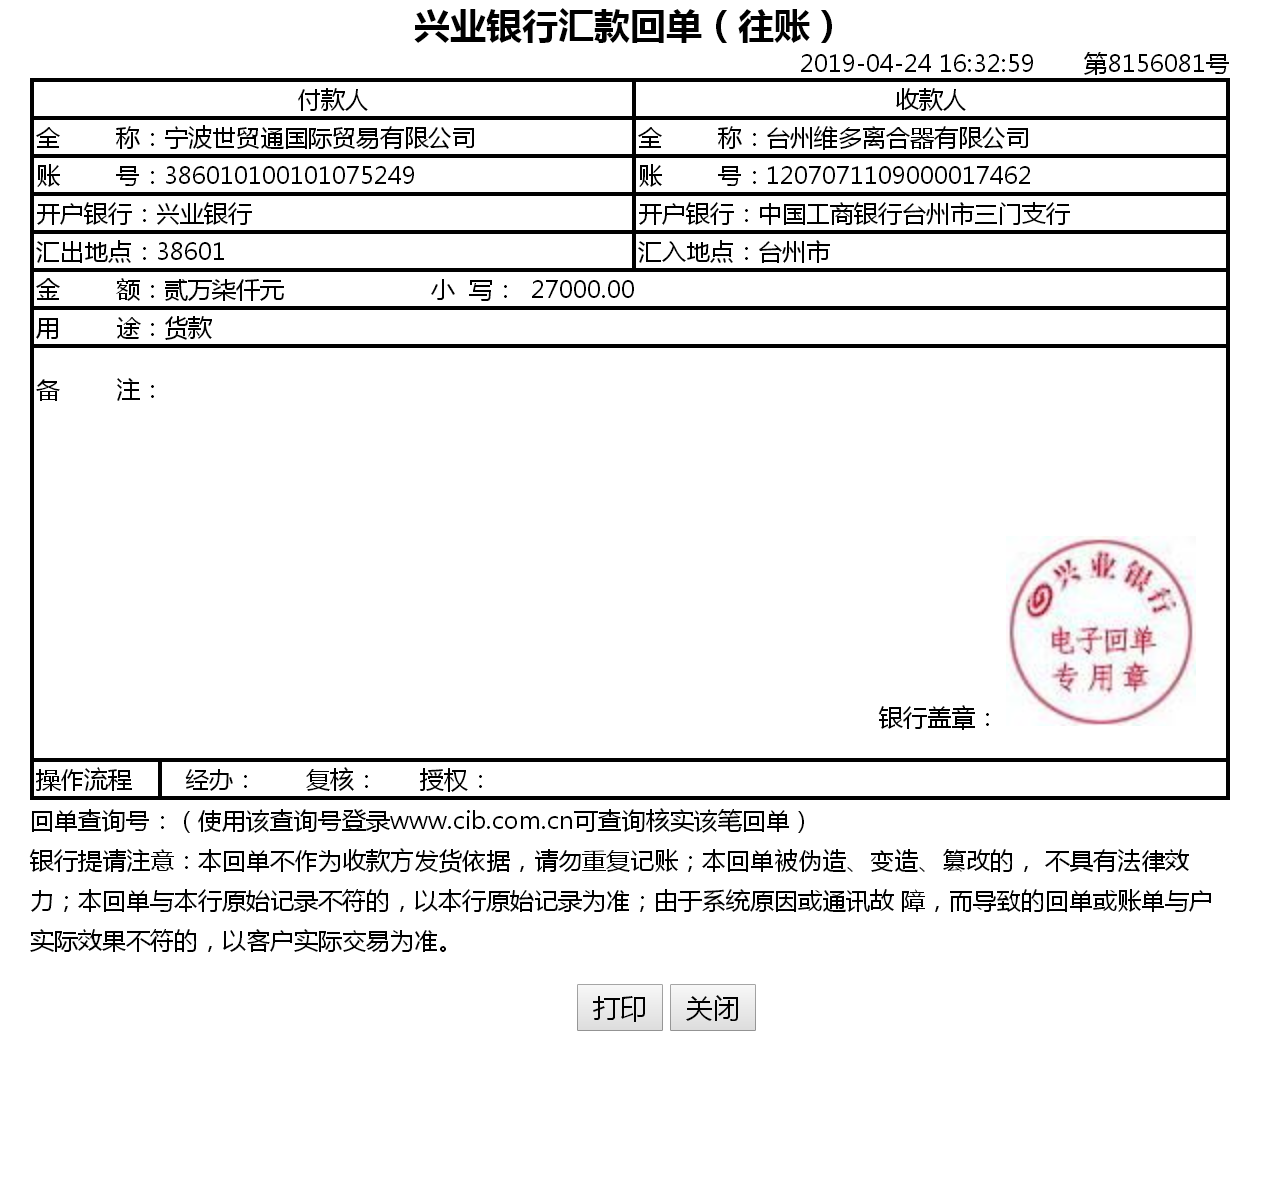 兴业银行汇款回单（往账）
2019-04-24 16:32:59 第8156081号
付款人 收款人
全 称：宁波世贸通国际贸易有限公司 全 称：台州维多离合器有限公司
账 号：386010100101075249 账 号：1207071109000017462
开户银行：兴业银行 开户银行：中国工商银行台州市三门支行
汇出地点：38601 汇入地点：台州市
金 额：贰万柒仟元 小 写： 27000.00
用 途：货款
备 注：
兴业银行
电子回单
专用章
银行盖章：
操作流程 经办： 复核： 授权：
回单查询号：（使用该查询号登录www.cib.com.cn可查询核实该笔回单）
银行提请注意：本回单不作为收款方发货依据，请勿重复记账；本回单被伪造、变造、篡改的， 不具有法律效
力；本回单与本行原始记录不符的，以本行原始记录为准；由于系统原因或通讯故 障，而导致的回单或账单与户
实际效果不符的，以客户实际交易为准。
打印 关闭